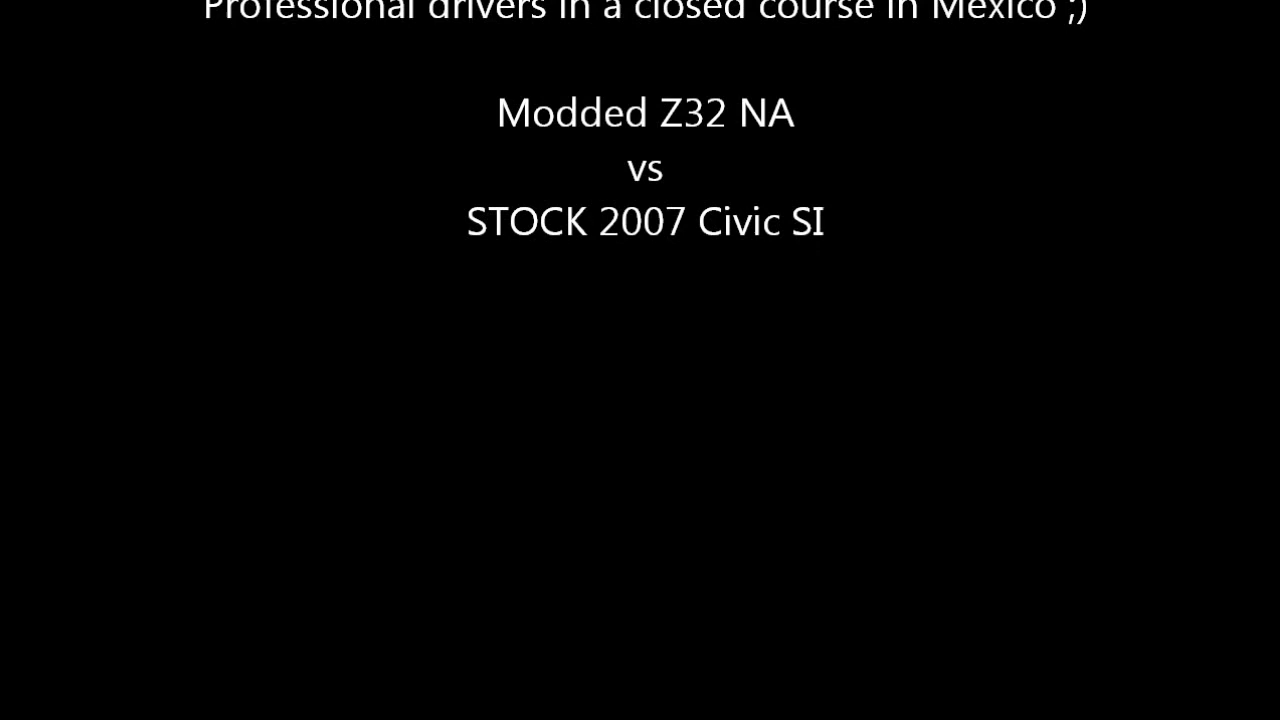 Professional drivers in a closed course in Mexico ;)
Modded Z32 NA
vs
STOCK 2007 Civic SI